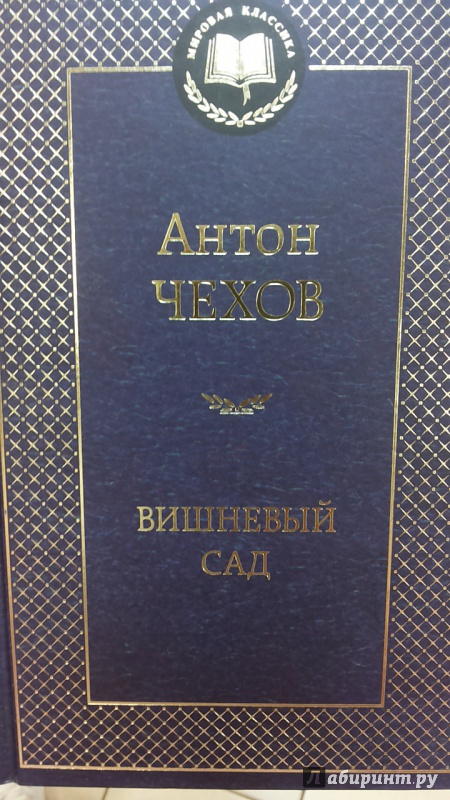 МИРОВАЯ КЛАССИКА
АНТОН
ЧЕХОВ
ВИШНЕВЫЙ
САД
Лабиринт.ру